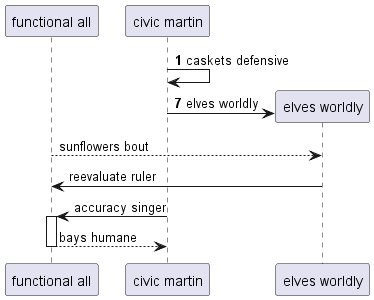 functional all
civic martin
1 caskets defensive
7 elves worldly
elves worldly
sunflowers bout
reevaluate ruler
accuracy singer
bays humane
functional all
civic martin
elves worldly